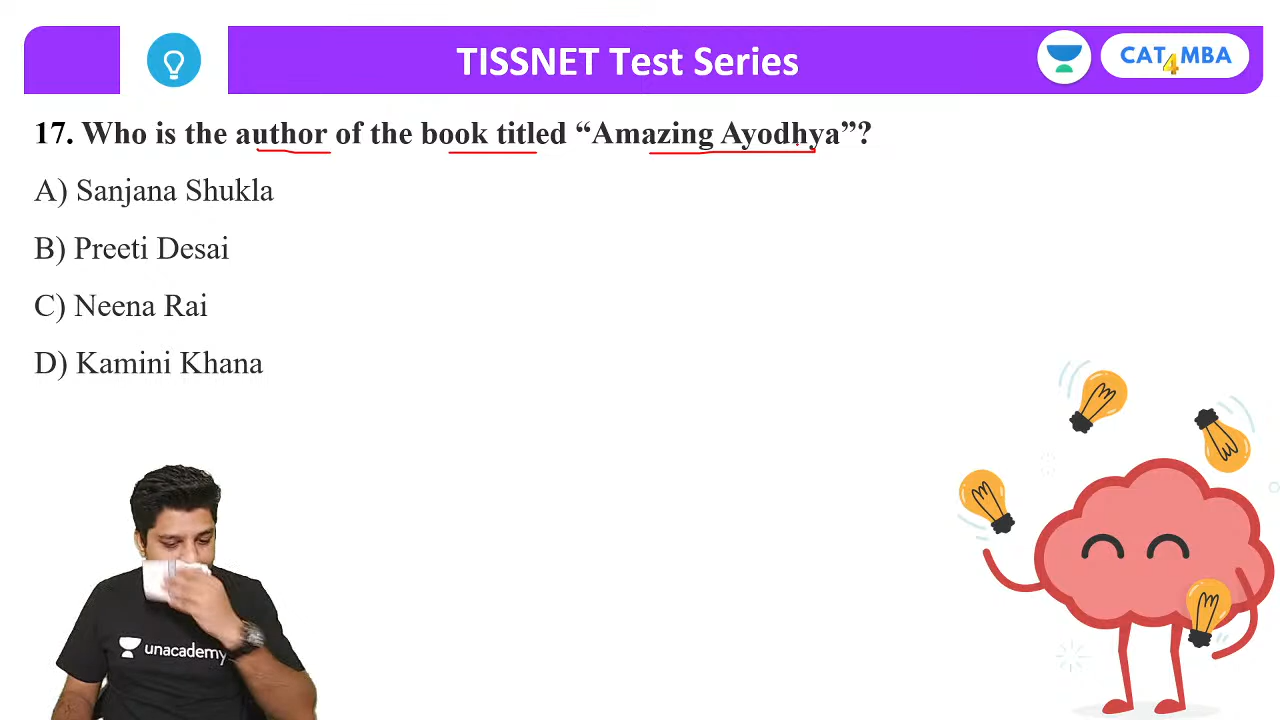 TISSNET Test Series
CAT4MBA
17. Who is the author of the book titled “Amazing Ayodhya”?
A) Sanjana Shukla
B) Preeti Desai
C) Neena Rai
D) Kamini Khana
unacademy